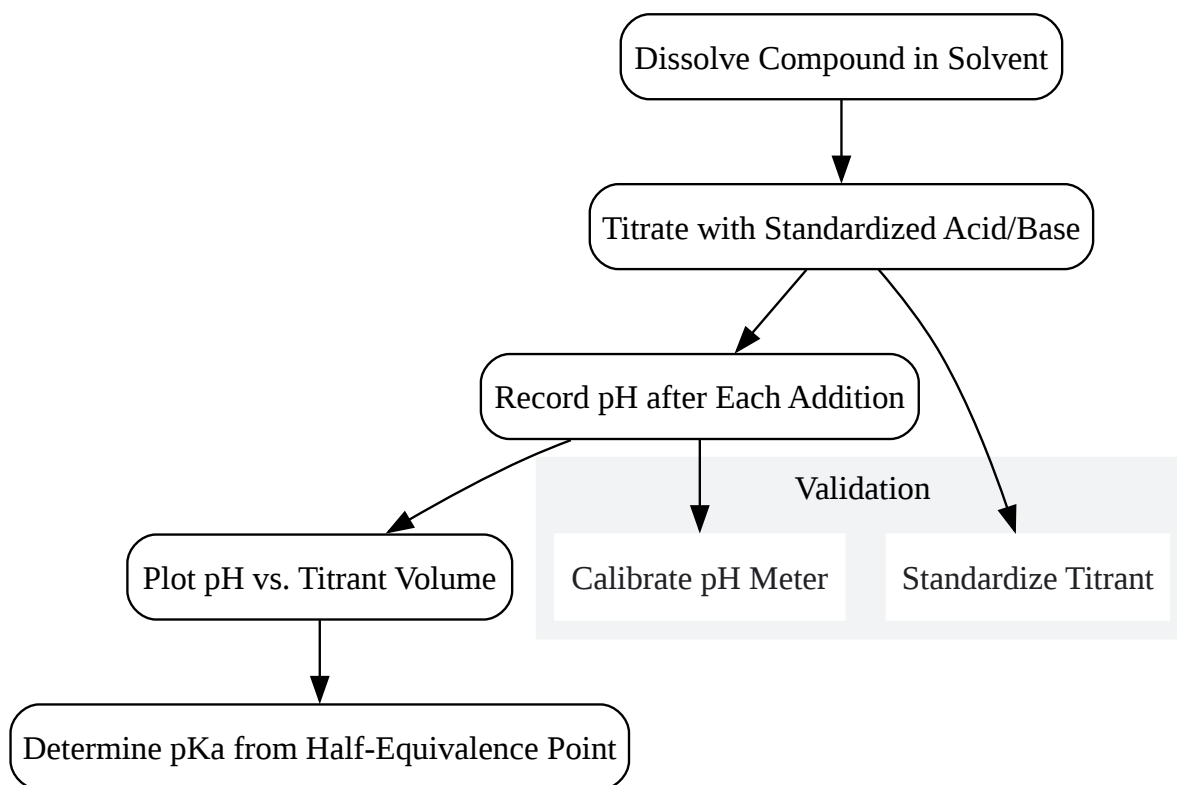 Dissolve Compound in Solvent
Titrate with Standardized Acid/Base
Record pH after Each Addition
Validation
Plot pH vs. Titrant Volume
Calibrate pH Meter
Standardize Titrant
Determine pKa from Half-Equivalence Point